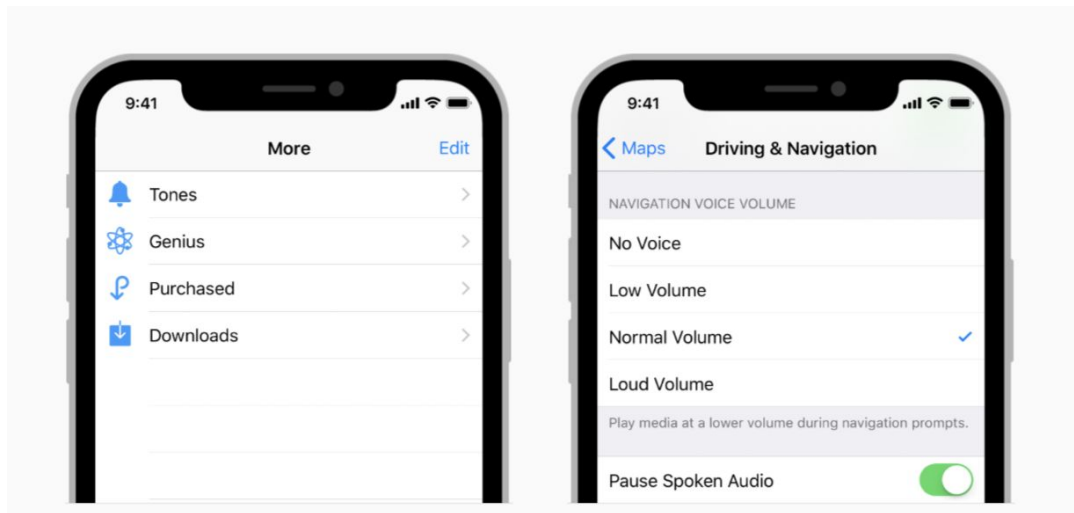 9:41
More
Edit
Tones
Genius
Purchased
Downloads
9:41
Maps
Driving & Navigation
NAVIGATION VOICE VOLUME
No Voice
Low Volume
Normal Volume
Loud Volume
Play media at a lower volume during navigation prompts.
Pause Spoken Audio